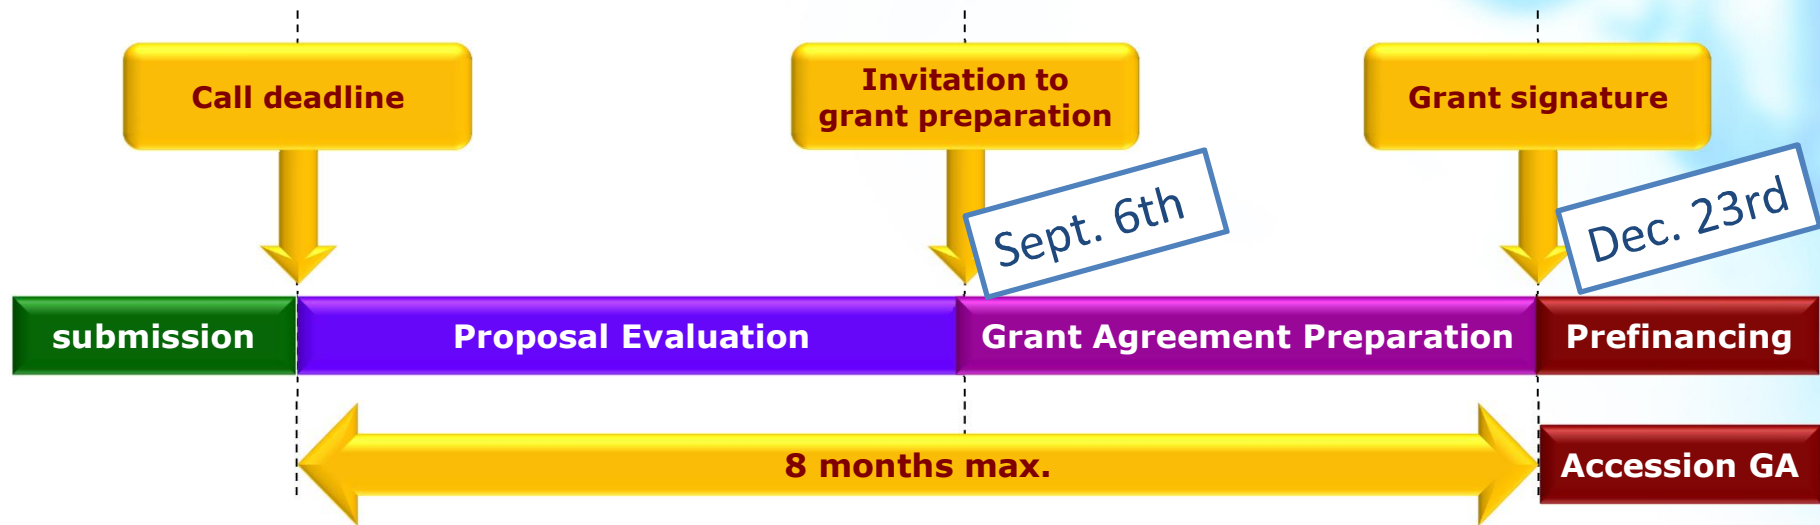 Call deadline
Invitation to
grant preparation
Grant signature
Sept. 6th
Dec. 23rd
submission
Proposal Evaluation
Grant Agreement Preparation
Prefinancing
8 months max.
Accession GA